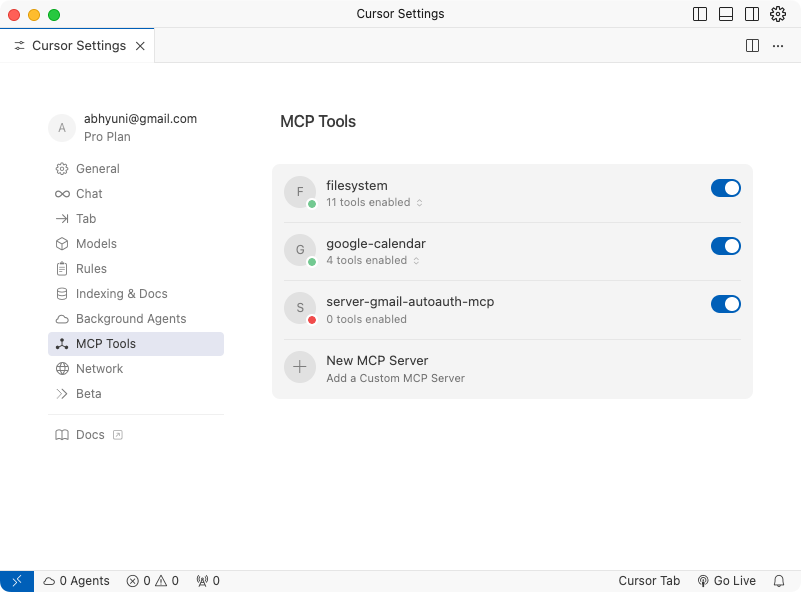 Cursor Settings
Cursor Settings
A
abhyuni@gmail.com
Pro Plan
General
Chat
Tab
Models
Rules
Indexing & Docs
Background Agents
MCP Tools
Network
Beta
Docs
MCP Tools
F
filesystem
11 tools enabled
G
google-calendar
4 tools enabled
S
server-gmail-autoauth-mcp
0 tools enabled
New MCP Server
Add a Custom MCP Server
0 Agents 0 0 0 Cursor Tab Go Live